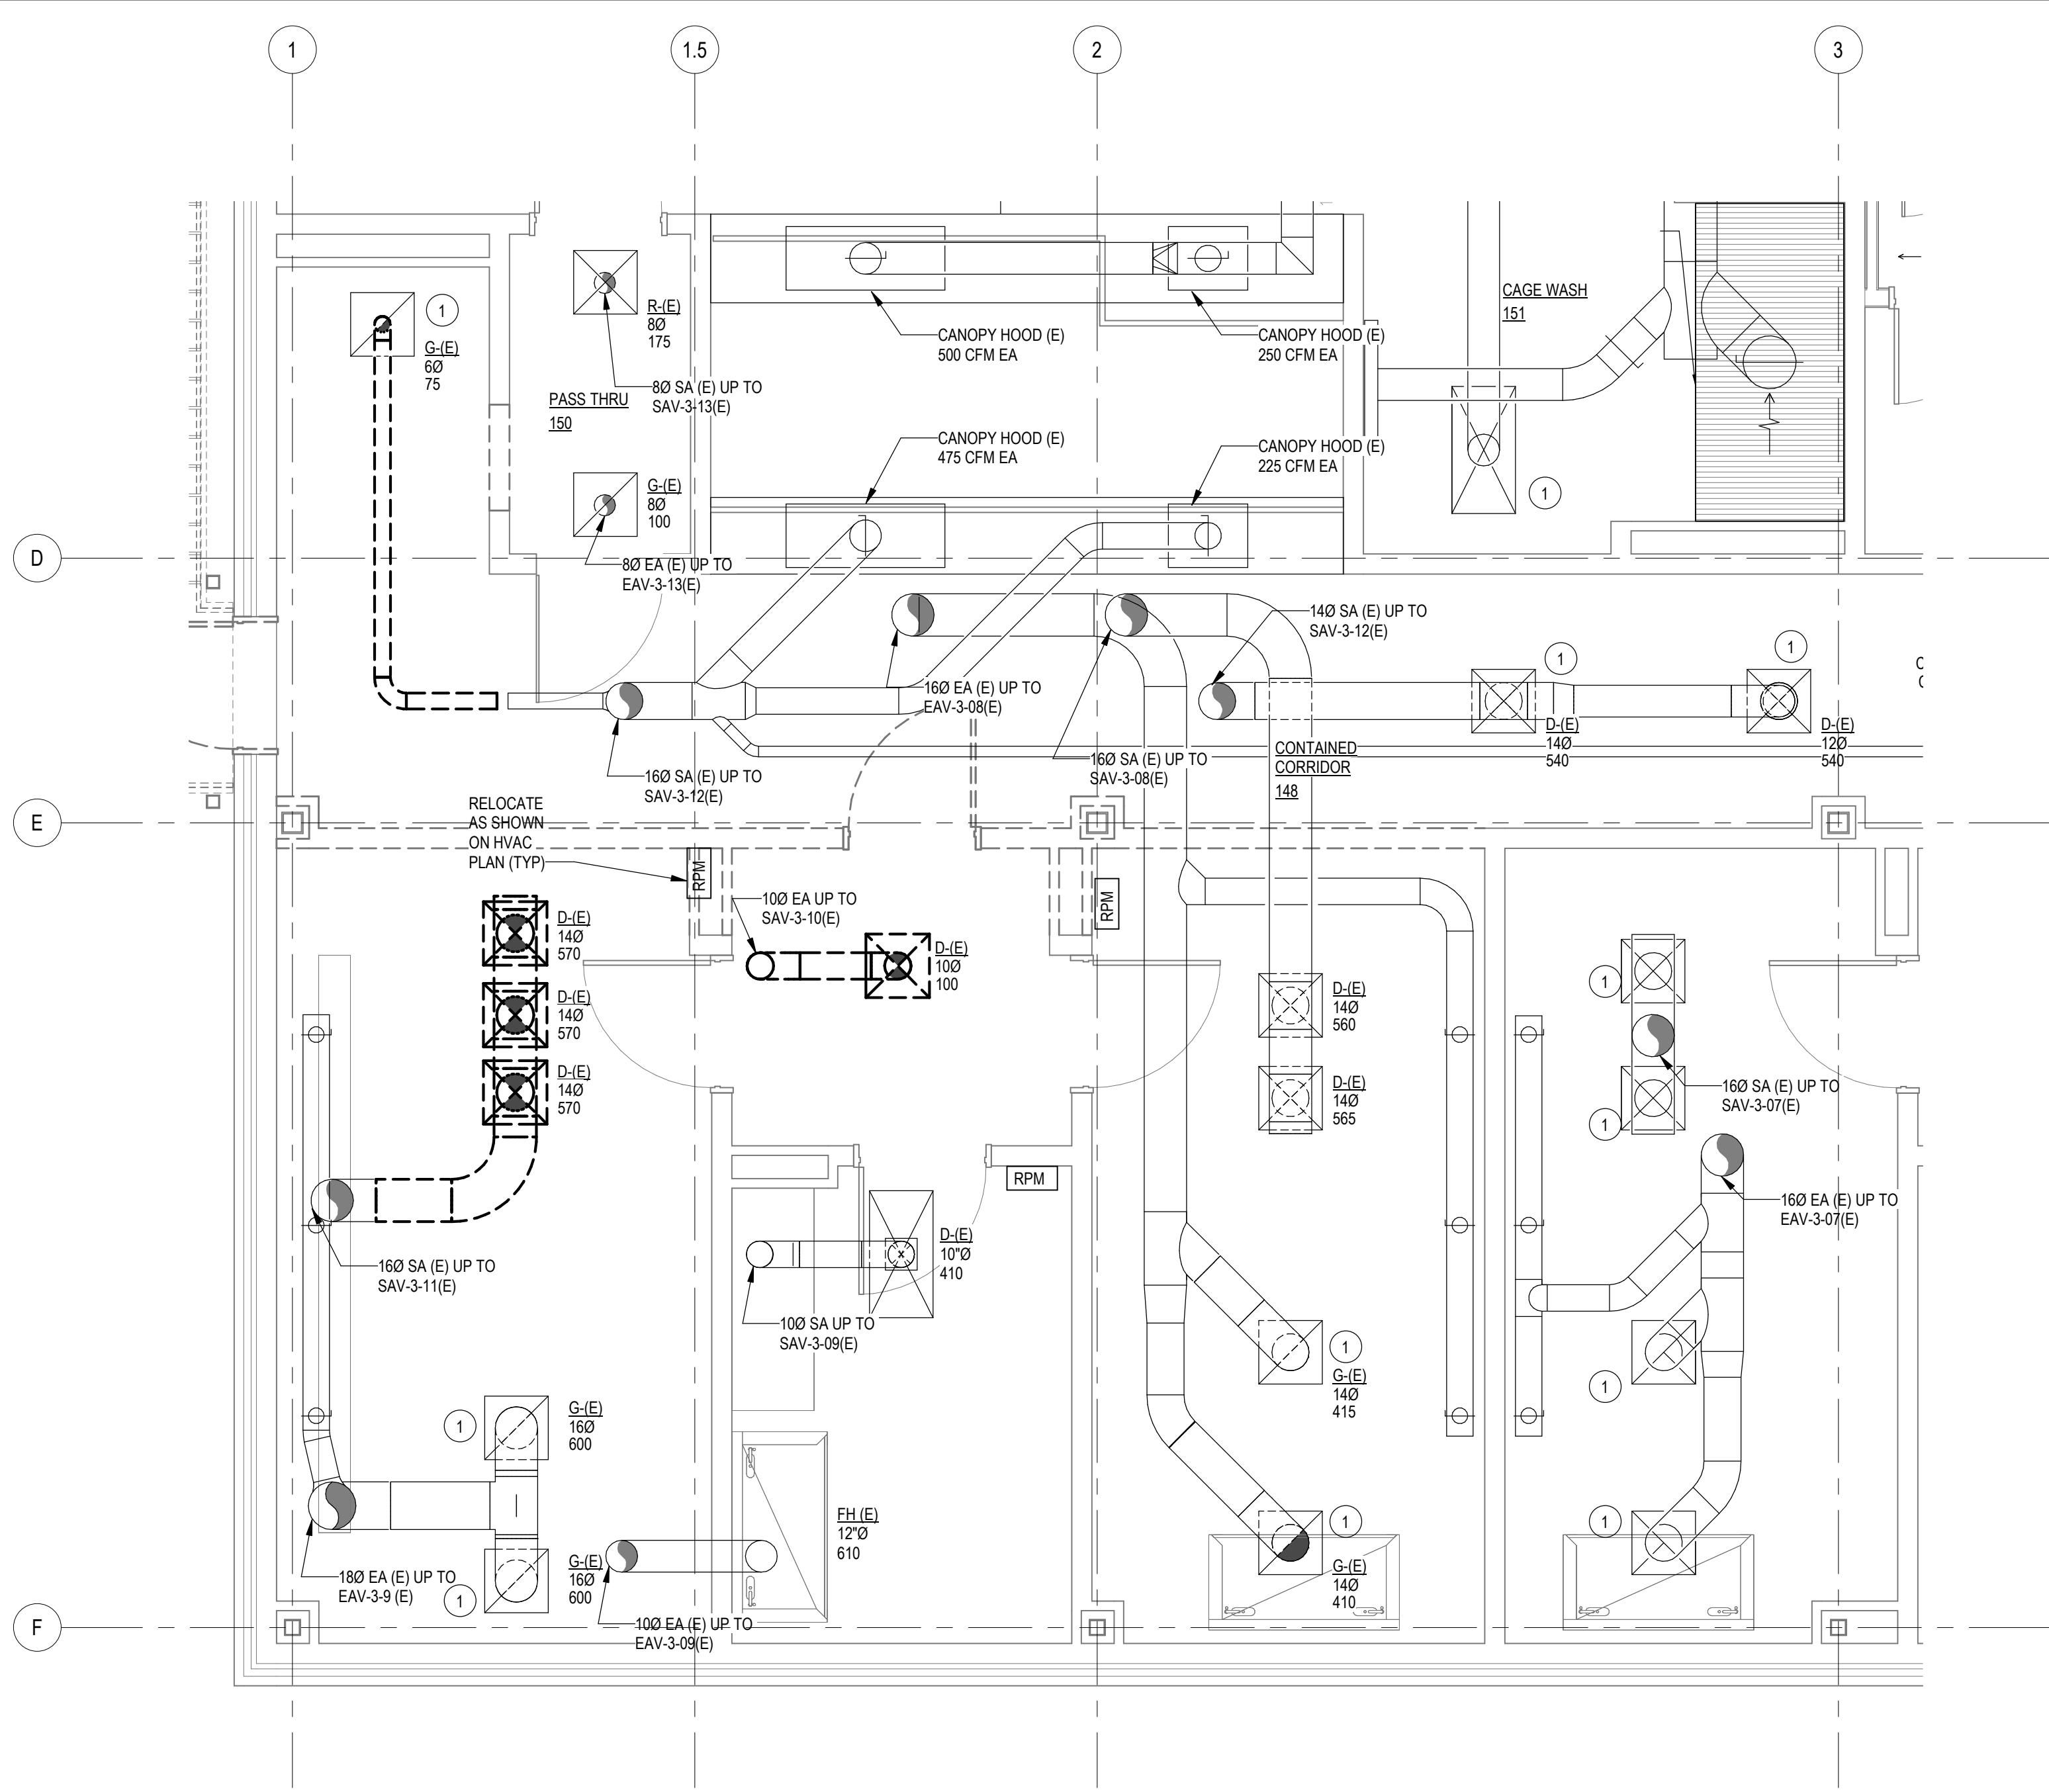 1
1.5
2
3
D
E
F
1
G-(E)
6Ø
75
R-(E)
8Ø
175
8Ø SA (E) UP TO
SAV-3-13(E)
PASS THRU
150
G-(E)
8Ø
100
8Ø EA (E) UP TO
EAV-3-13(E)
CANOPY HOOD (E)
500 CFM EA
CANOPY HOOD (E)
250 CFM EA
CANOPY HOOD (E)
475 CFM EA
CANOPY HOOD (E)
225 CFM EA
CAGE WASH
151
1
14Ø SA (E) UP TO
SAV-3-12(E)
1
1
16Ø EA (E) UP TO
EAV-3-08(E)
D-(E)
14Ø
540
D-(E)
12Ø
540
16Ø SA (E) UP TO
SAV-3-12(E)
16Ø SA (E) UP TO
SAV-3-08(E)
CONTAINED
CORRIDOR
148
RELOCATE
AS SHOWN
ON HVAC
PLAN (TYP)
RPM
RPM
10Ø EA UP TO
SAV-3-10(E)
D-(E)
14Ø
570
D-(E)
10Ø
100
D-(E)
14Ø
570
D-(E)
14Ø
570
D-(E)
14Ø
560
D-(E)
14Ø
565
1
1
16Ø SA (E) UP TO
SAV-3-07(E)
RPM
16Ø EA (E) UP TO
EAV-3-07(E)
16Ø SA (E) UP TO
SAV-3-11(E)
D-(E)
10"Ø
410
10Ø SA UP TO
SAV-3-09(E)
1
G-(E)
14Ø
415
1
1
G-(E)
16Ø
600
FH (E)
12"Ø
610
1
G-(E)
14Ø
410
1
18Ø EA (E) UP TO
EAV-3-9 (E)
1
G-(E)
16Ø
600
10Ø EA (E) UP TO
EAV-3-09(E)